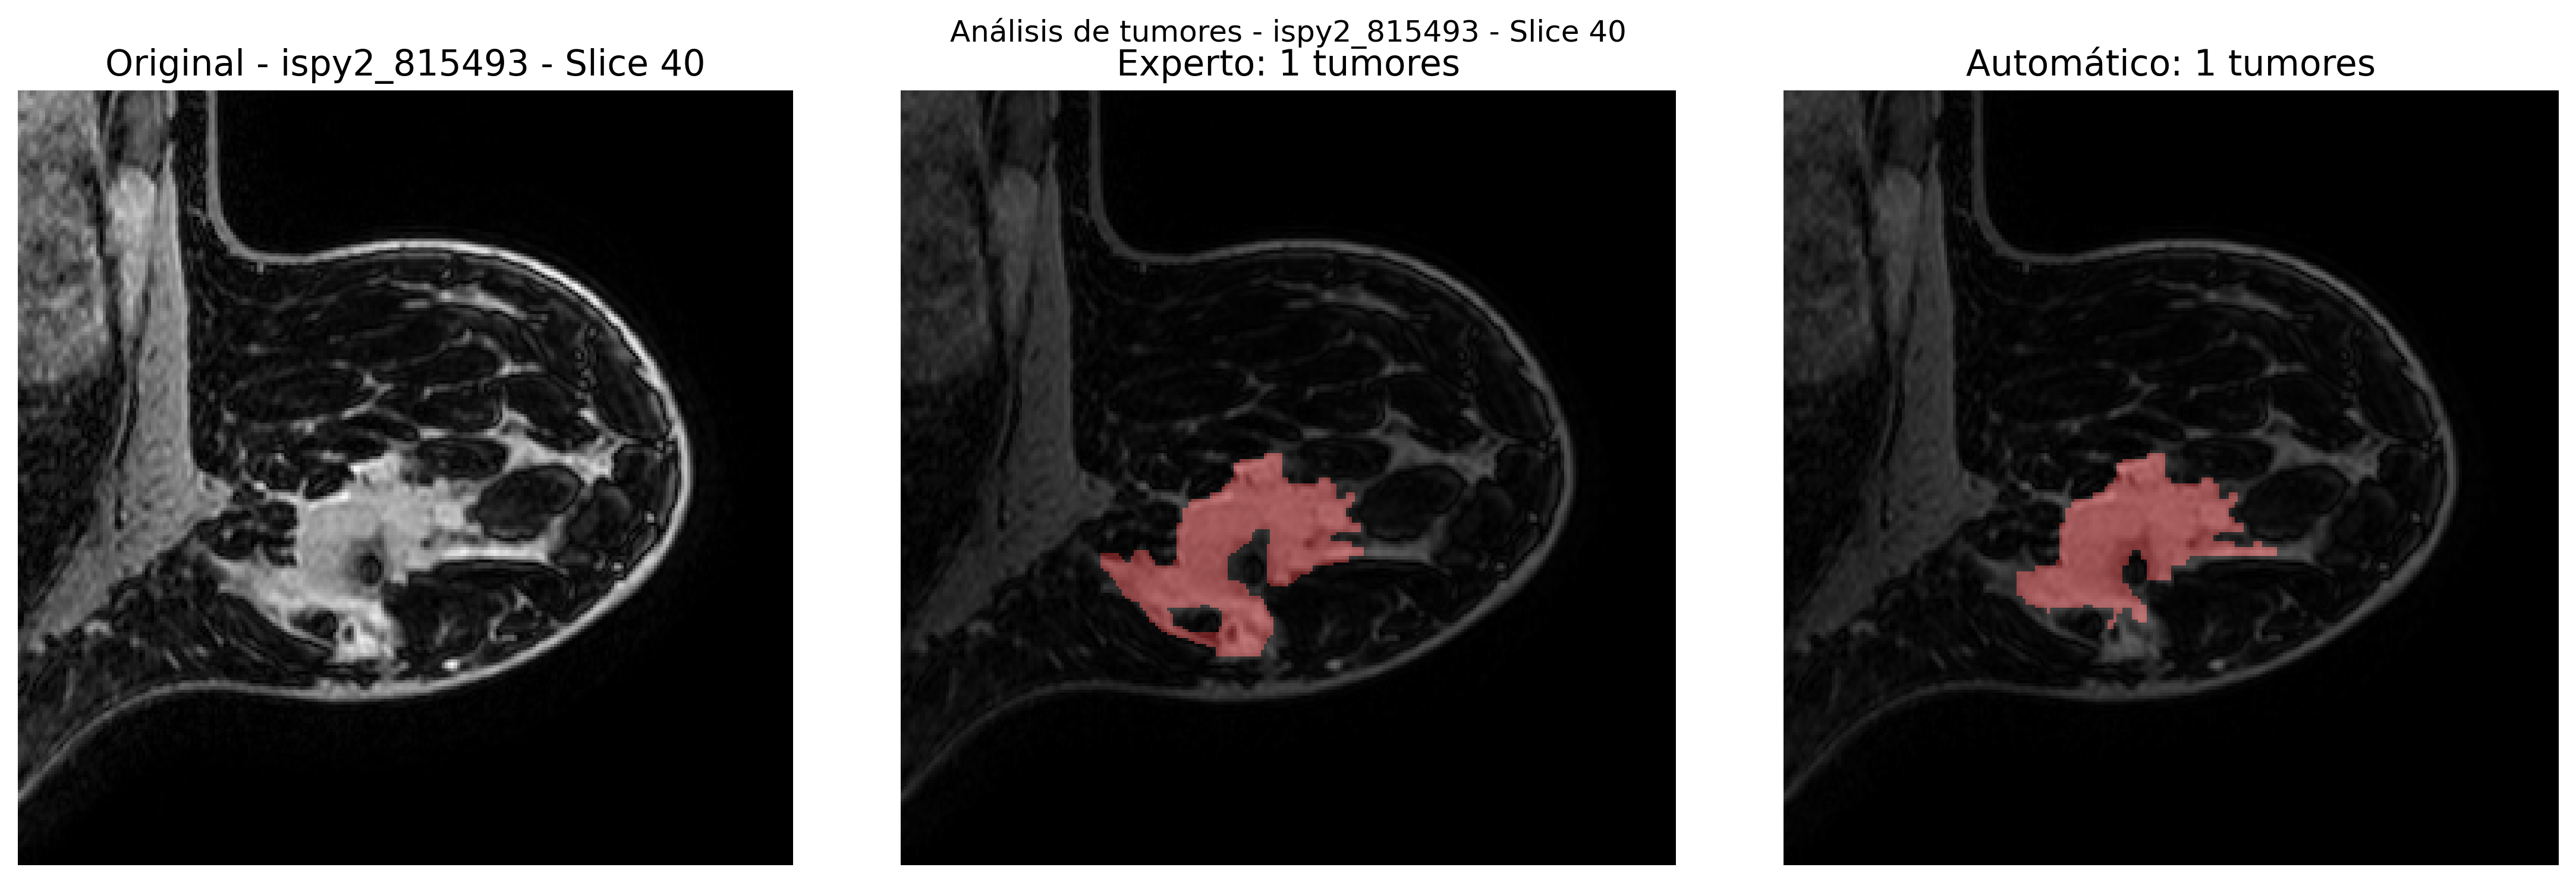 Análisis de tumores - ispy2_815493 - Slice 40
Original - ispy2_815493 - Slice 40
Experto: 1 tumores
Automático: 1 tumores